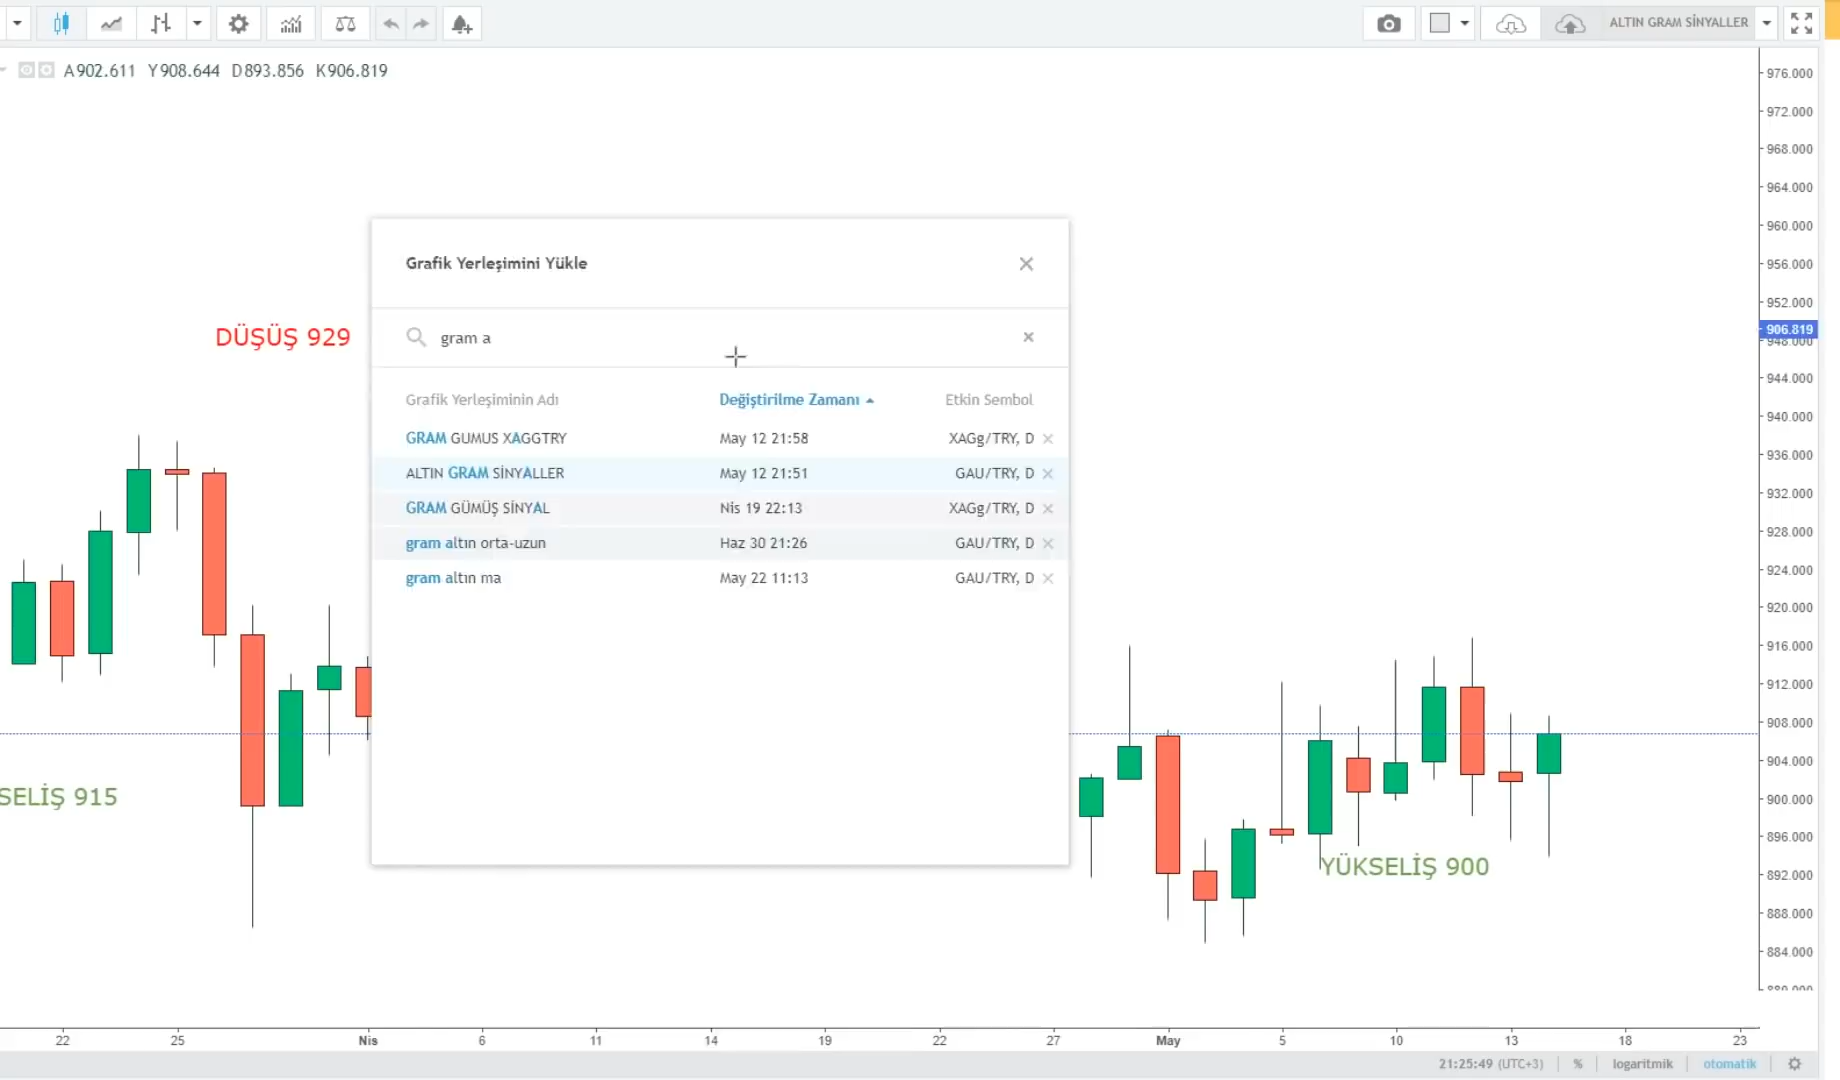 ALTIN GRAM SİNYALLER
A902.611 Y908.644 D893.856 K906.819
976.000
972.000
968.000
964.000
960.000
956.000
952.000
906.819
948.000
944.000
940.000
936.000
932.000
928.000
924.000
920.000
916.000
912.000
908.000
904.000
900.000
896.000
892.000
888.000
884.000
880.000
DÜŞÜŞ 929
SELİŞ 915
YÜKSELİŞ 900
Grafik Yerleşimini Yükle
gram a
Grafik Yerleşiminin Adı Değiştirilme Zamanı Etkin Sembol
GRAM GUMUS XAGGTRY May 12 21:58 XAGg/TRY, D
ALTIN GRAM SİNYALLER May 12 21:51 GAU/TRY, D
GRAM GÜMÜŞ SİNYAL Nis 19 22:13 XAGg/TRY, D
gram altın orta-uzun Haz 30 21:26 GAU/TRY, D
gram altın ma May 22 11:13 GAU/TRY, D
22 25 Nis 6 11 14 19 22 27 May 5 10 13 18 23
21:25:49 (UTC+3) % logaritmik otomatik